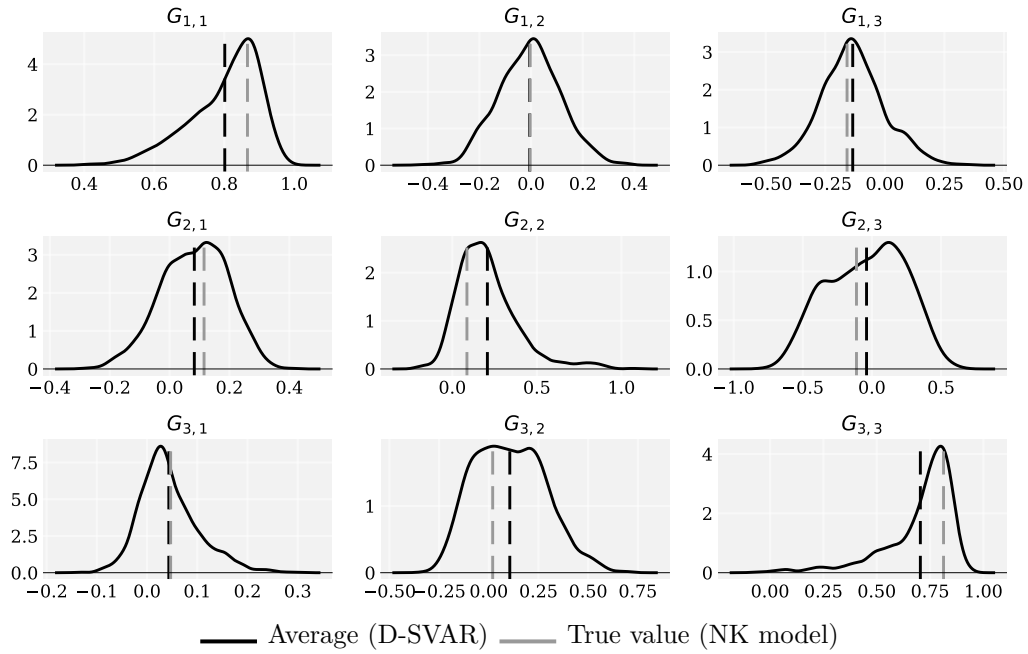 G1,1 G1,2 G1,3
4
2
0
0.4 0.6 0.8 1.0
3
2
1
0
−0.4 −0.2 0.0 0.2 0.4
3
2
1
0
−0.50 −0.25 0.00 0.25 0.50
G2,1 G2,2 G2,3
3
2
1
0
−0.4 −0.2 0.0 0.2 0.4
2
1
0
0.0 0.5 1.0
1.0
0.5
0.0
−1.0 −0.5 0.0 0.5
G3,1 G3,2 G3,3
7.5
5.0
2.5
0.0
−0.2 −0.1 0.0 0.1 0.2 0.3
1
0
−0.50 −0.25 0.00 0.25 0.50 0.75
4
2
0
0.00 0.25 0.50 0.75 1.00
Average (D-SVAR) True value (NK model)